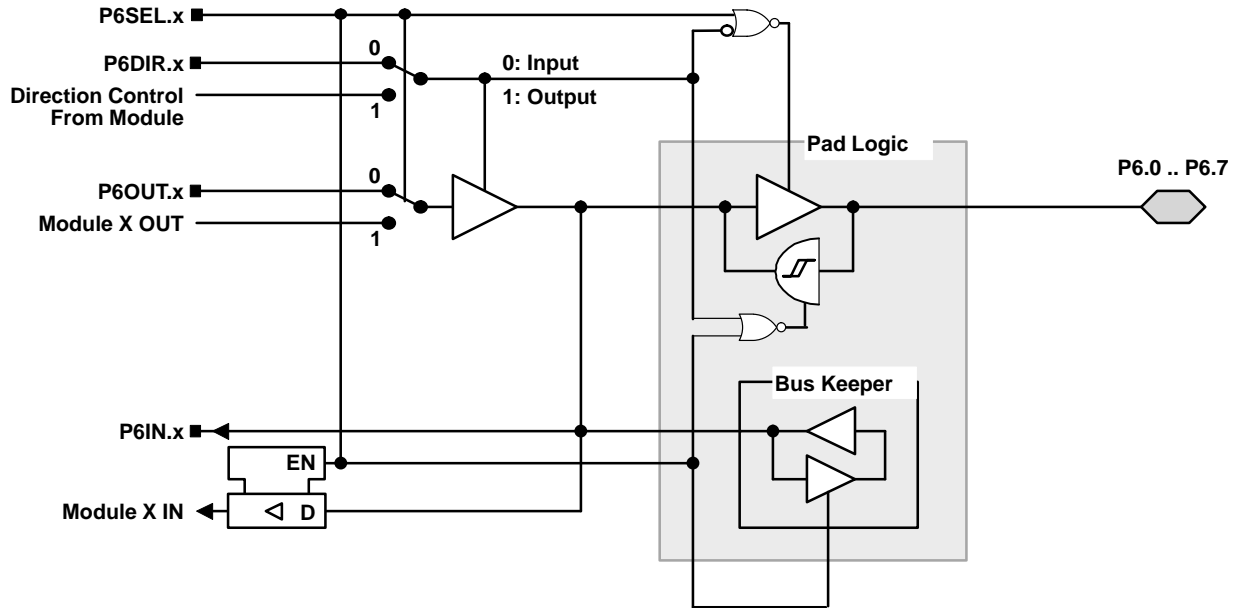 P6SEL.x
P6DIR.x
0
0: Input
Direction Control
From Module
1
1: Output
Pad Logic
P6OUT.x
0
P6.0 .. P6.7
Module X OUT
1
Bus Keeper
P6IN.x
EN
Module X IN
D